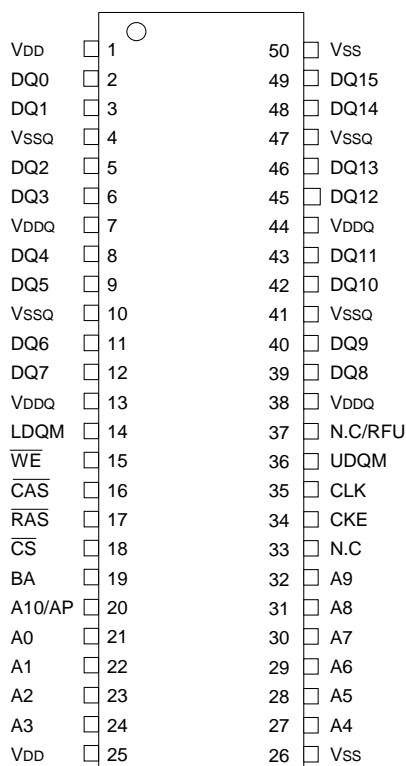 VDD 1 50 VSS
DQ0 2 49 DQ15
DQ1 3 48 DQ14
VSSQ 4 47 VSSQ
DQ2 5 46 DQ13
DQ3 6 45 DQ12
VDDQ 7 44 VDDQ
DQ4 8 43 DQ11
DQ5 9 42 DQ10
VSSQ 10 41 VSSQ
DQ6 11 40 DQ9
DQ7 12 39 DQ8
VDDQ 13 38 VDDQ
LDQM 14 37 N.C/RFU
W̅E̅ 15 36 UDQM
C̅A̅S̅ 16 35 CLK
R̅A̅S̅ 17 34 CKE
C̅S̅ 18 33 N.C
BA 19 32 A9
A10/AP 20 31 A8
A0 21 30 A7
A1 22 29 A6
A2 23 28 A5
A3 24 27 A4
VDD 25 26 VSS